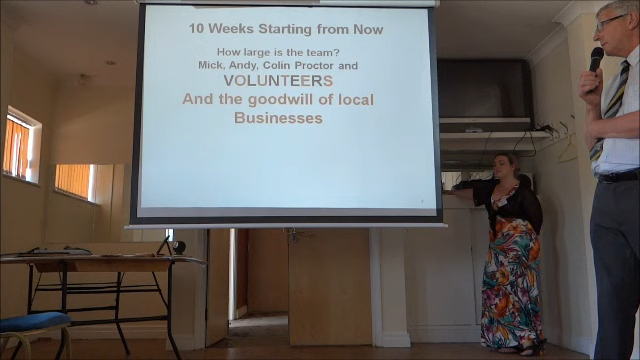 10 Weeks Starting from Now
How large is the team?
Mick, Andy, Colin Proctor and
VOLUNTEERS
And the goodwill of local
Businesses